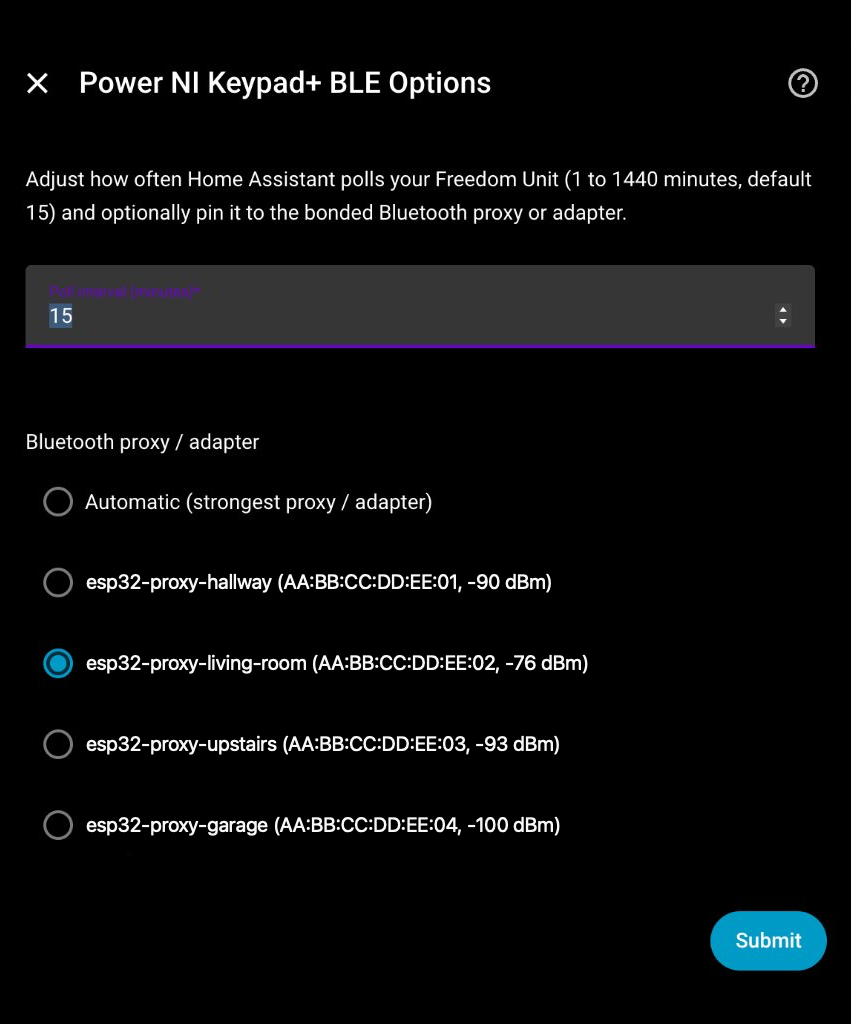 Power NI Keypad+ BLE Options
Adjust how often Home Assistant polls your Freedom Unit (1 to 1440 minutes, default
15) and optionally pin it to the bonded Bluetooth proxy or adapter.
Poll interval (minutes)*
15
Bluetooth proxy / adapter
Automatic (strongest proxy / adapter)
esp32-proxy-hallway (AA:BB:CC:DD:EE:01, -90 dBm)
esp32-proxy-living-room (AA:BB:CC:DD:EE:02, -76 dBm)
esp32-proxy-upstairs (AA:BB:CC:DD:EE:03, -93 dBm)
esp32-proxy-garage (AA:BB:CC:DD:EE:04, -100 dBm)
Submit